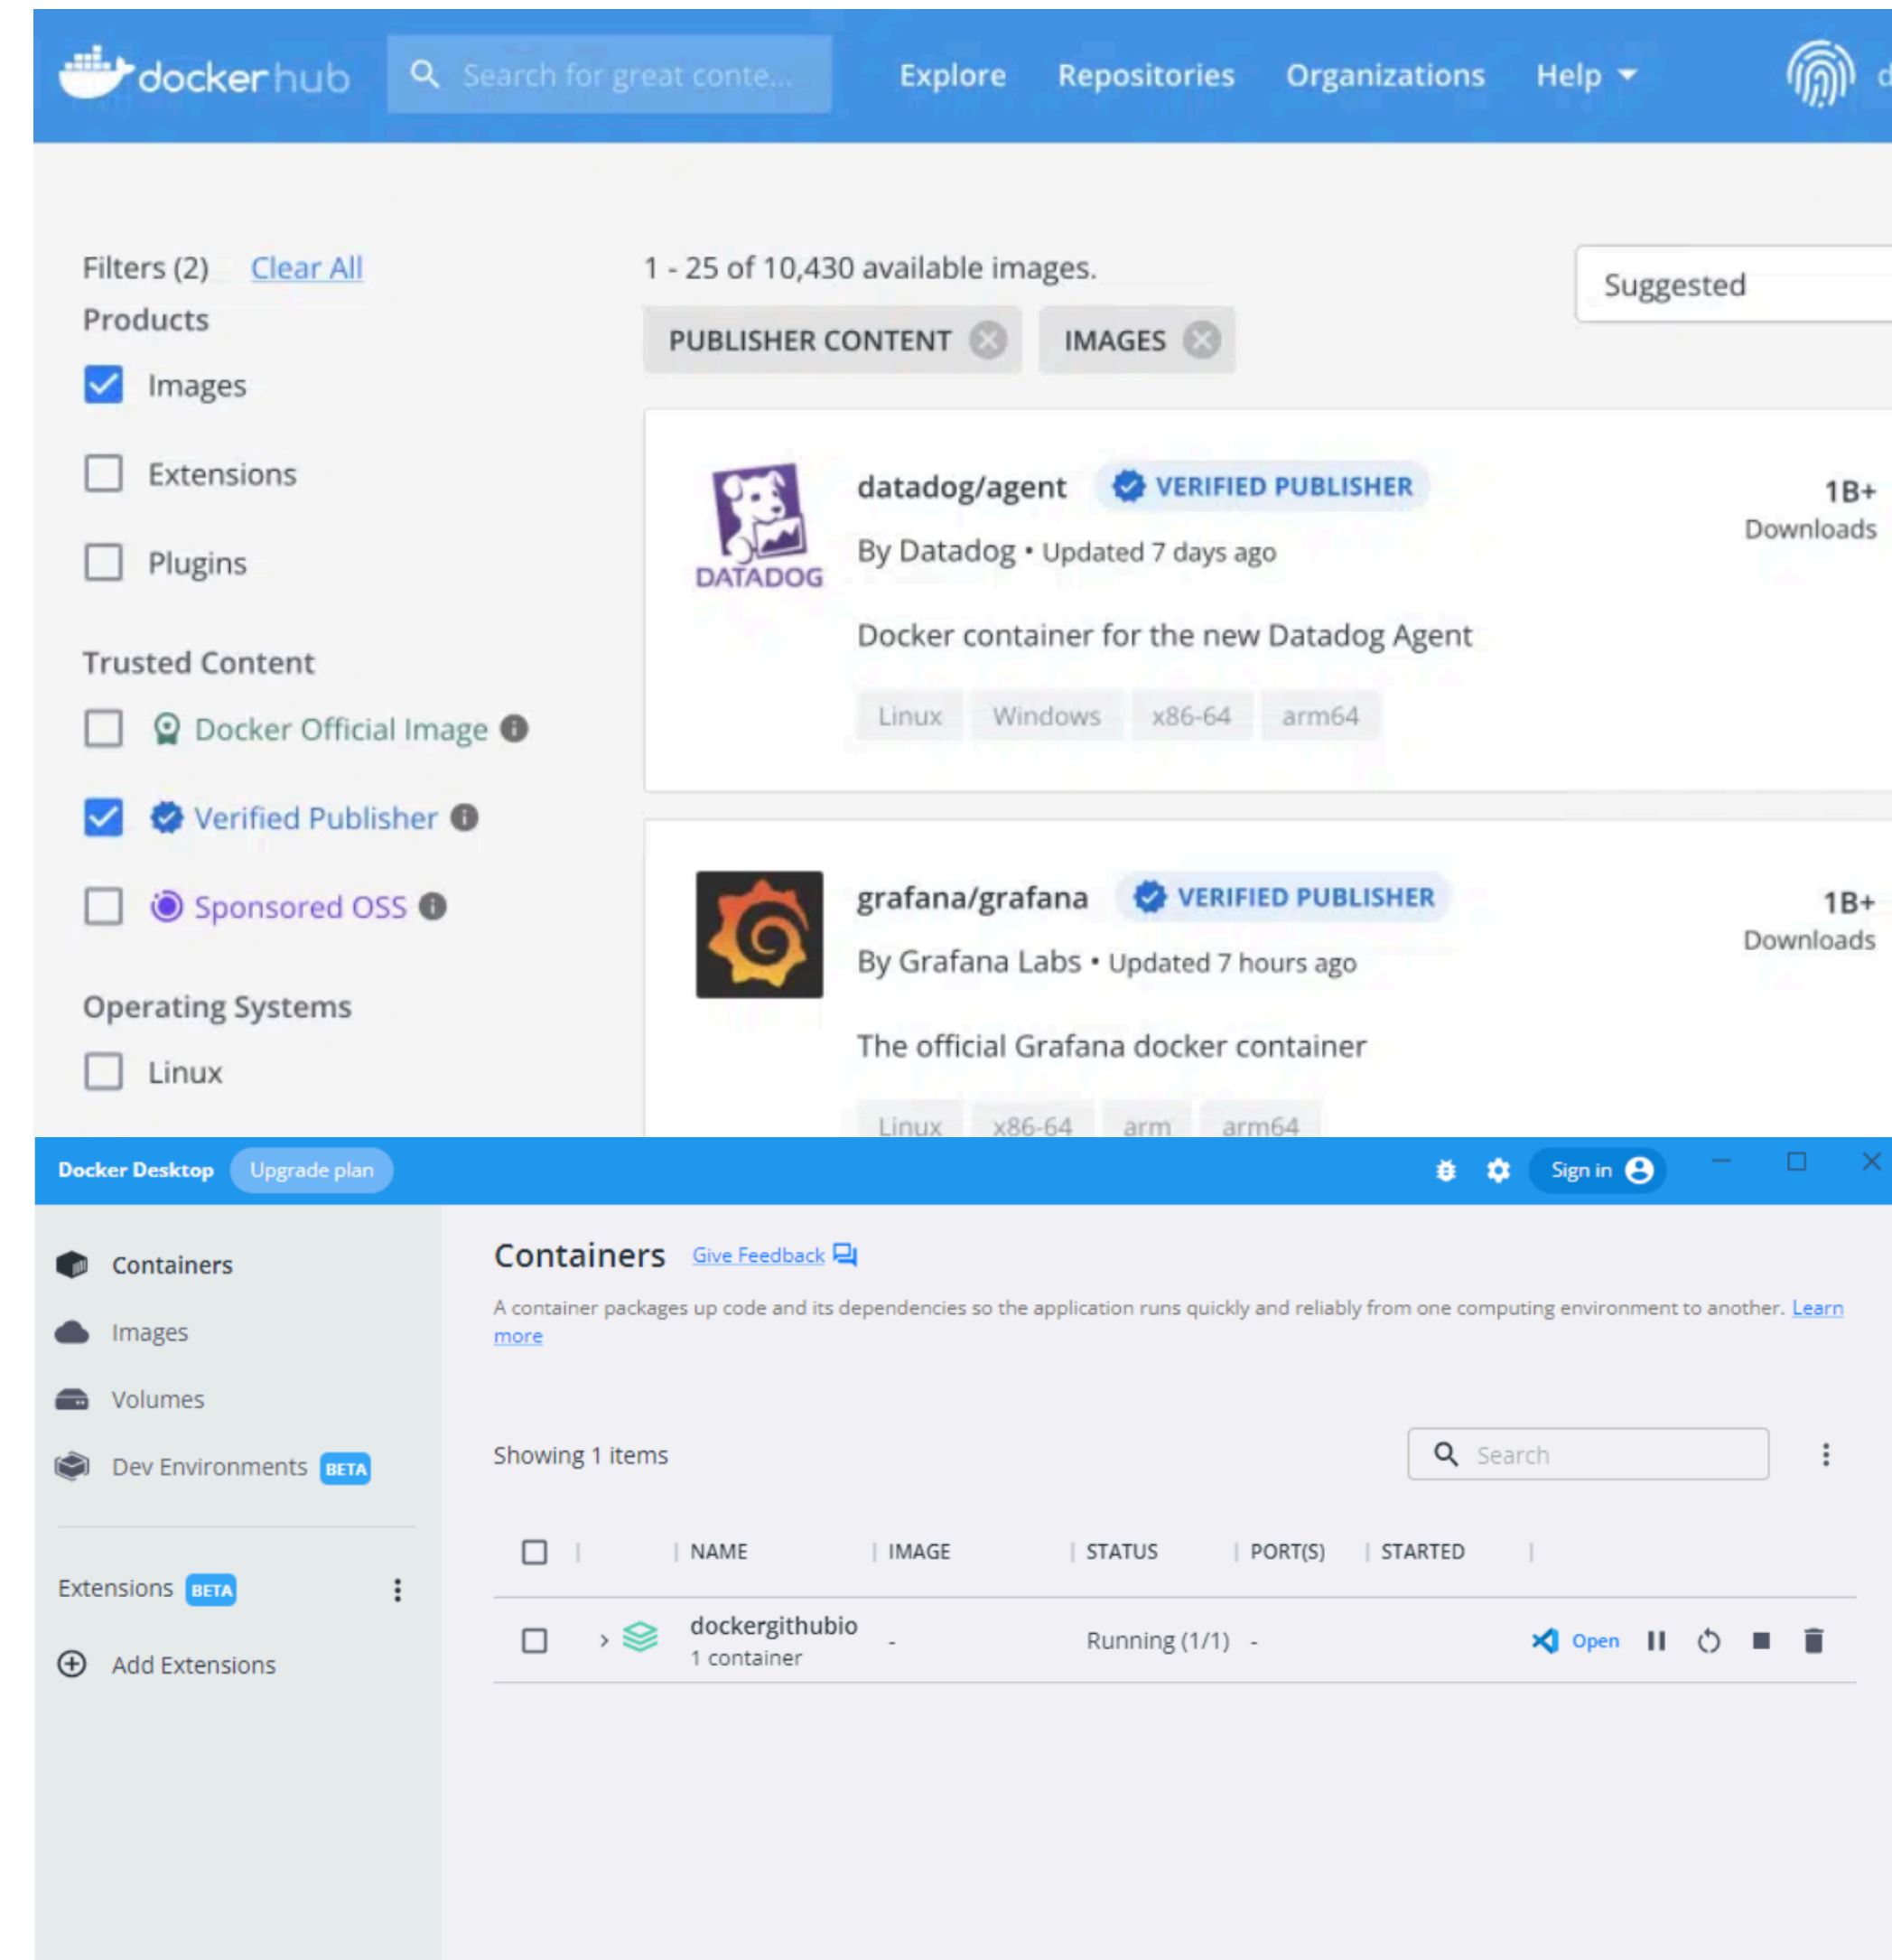 dockerhub Search for great conte... Explore Repositories Organizations Help
Filters (2) Clear All
Products
Images
Extensions
Plugins
Trusted Content
Docker Official Image
Verified Publisher
Sponsored OSS
Operating Systems
Linux
1 - 25 of 10,430 available images.
Suggested
PUBLISHER CONTENT IMAGES
DATADOG
datadog/agent VERIFIED PUBLISHER
1B+
Downloads
By Datadog • Updated 7 days ago
Docker container for the new Datadog Agent
Linux Windows x86-64 arm64
grafana/grafana VERIFIED PUBLISHER
1B+
Downloads
By Grafana Labs • Updated 7 hours ago
The official Grafana docker container
Linux x86-64 arm arm64
Docker Desktop Upgrade plan Sign in
Containers
Images
Volumes
Dev Environments BETA
Extensions BETA
Add Extensions
Containers Give Feedback
A container packages up code and its dependencies so the application runs quickly and reliably from one computing environment to another. Learn
more
Showing 1 items Search
NAME IMAGE STATUS PORT(S) STARTED
dockergithubio - Running (1/1) - Open
1 container